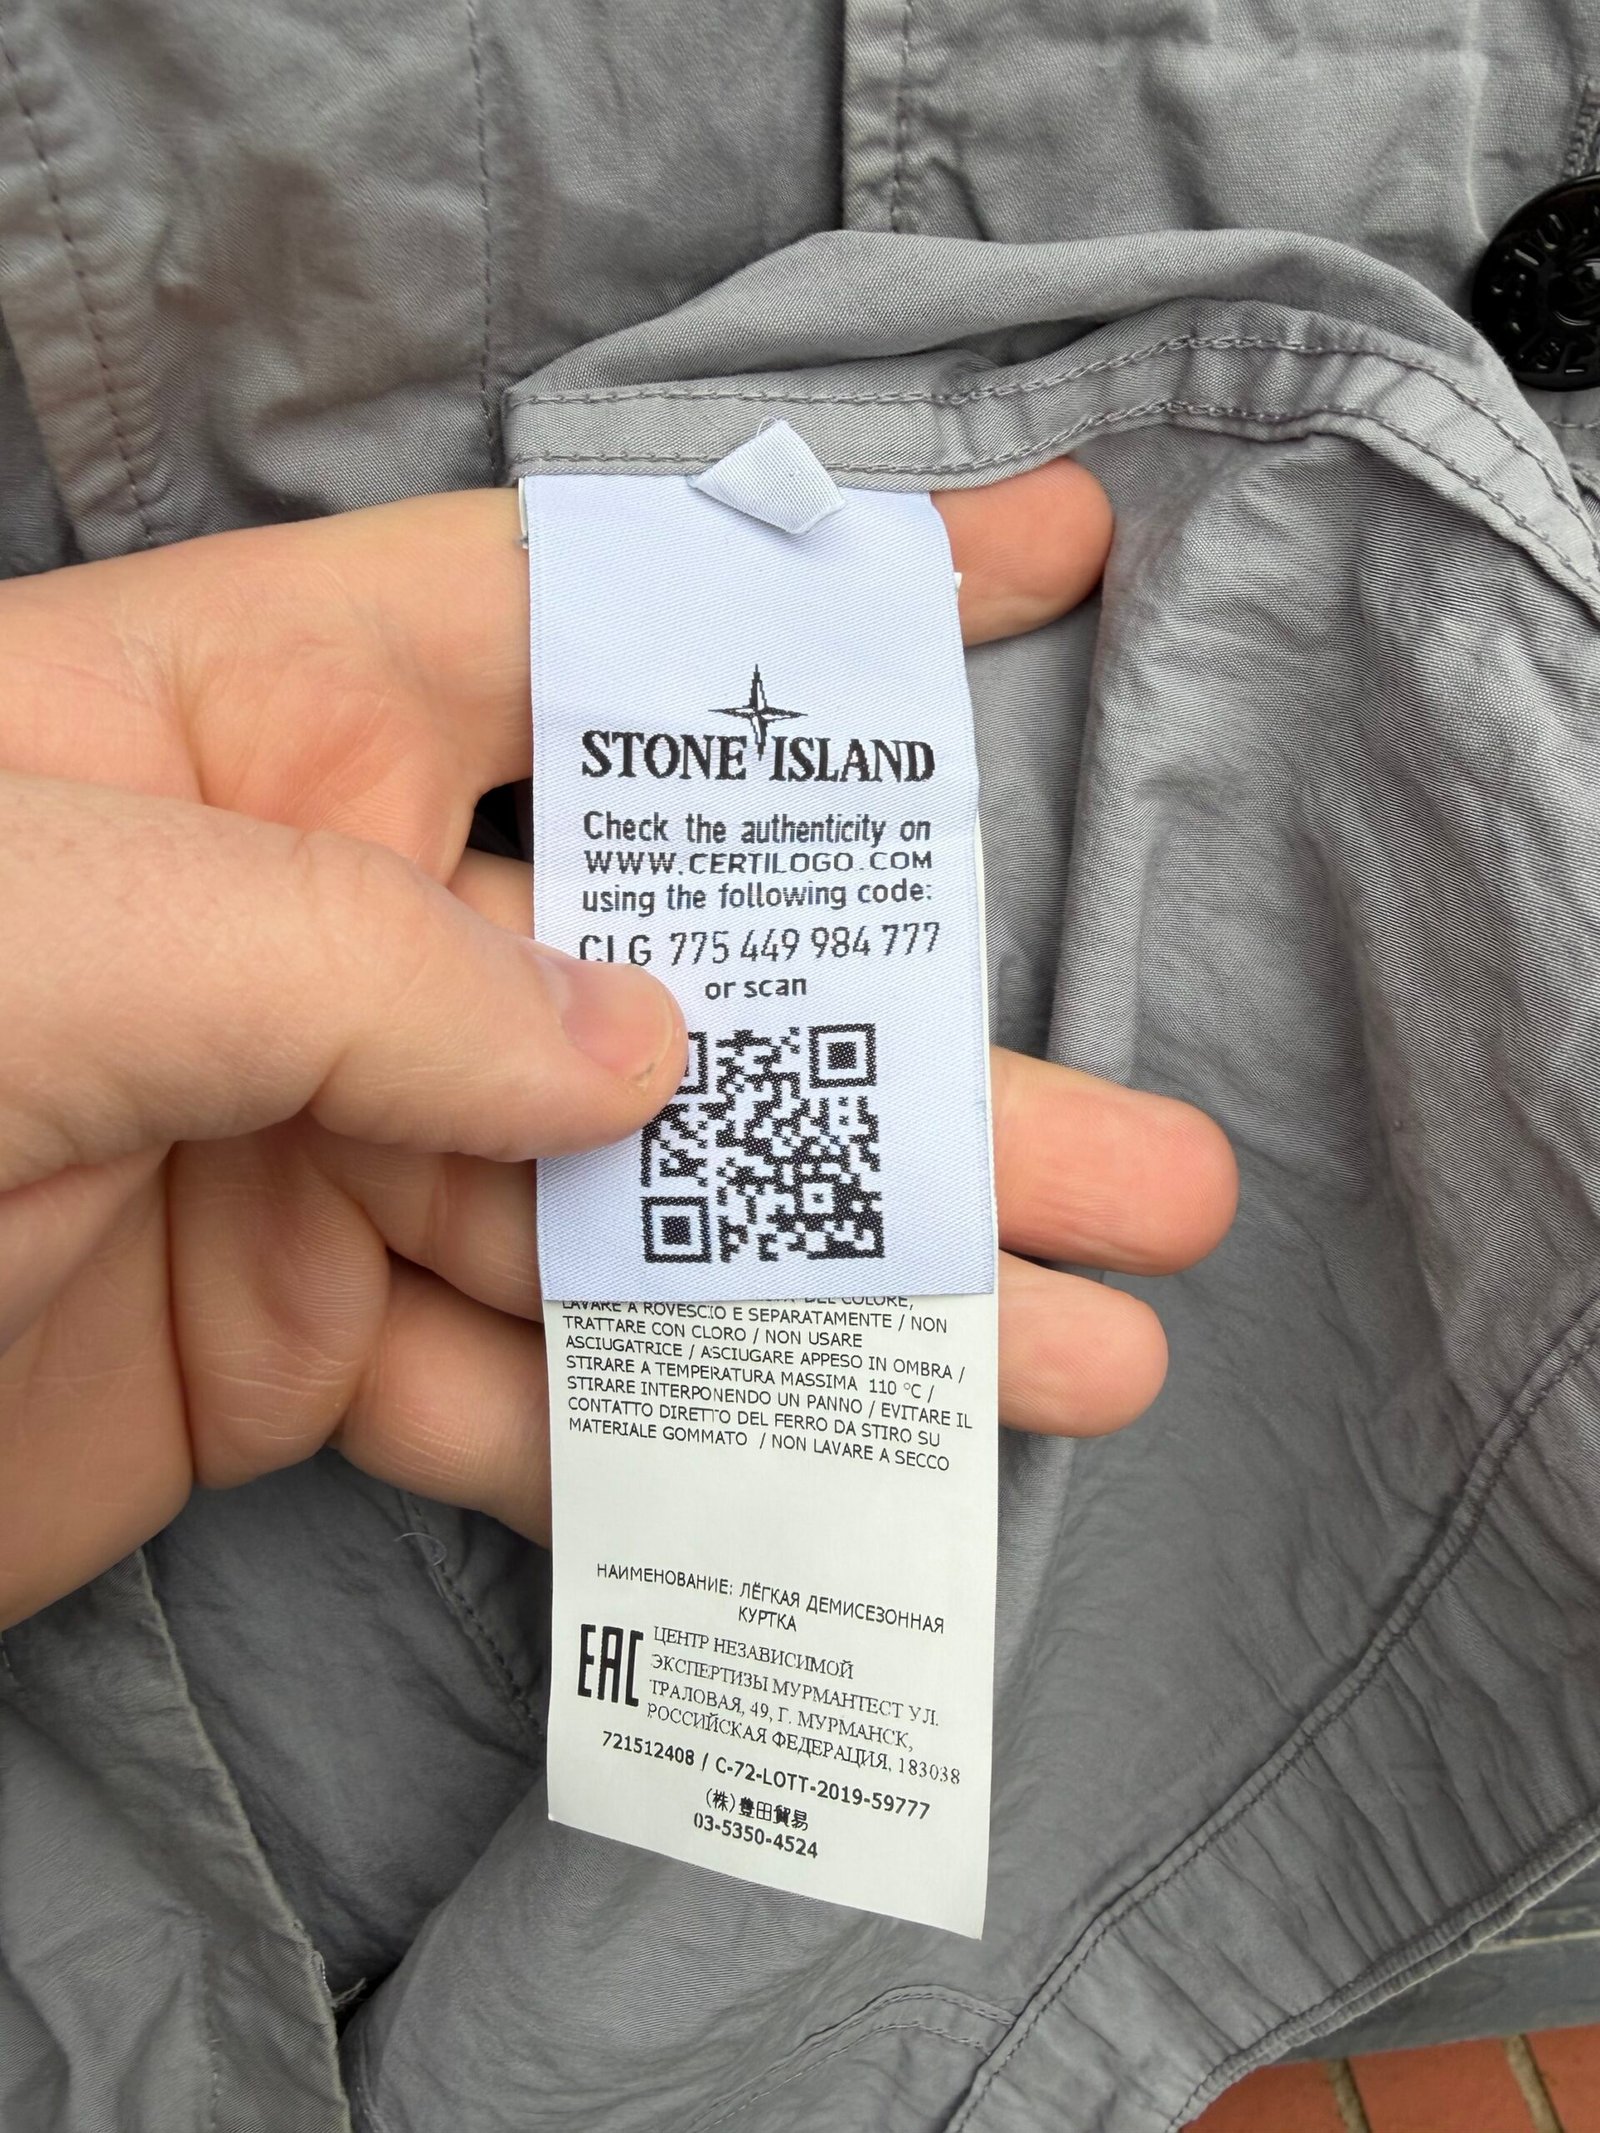 STONE ISLAND
Check the authenticity on
WWW.CERTILOGO.COM
using the following code:
CLG 775 449 984 777
or scan
DEL COLORE,
LAVARE A ROVESCIO E SEPARATAMENTE / NON
TRATTARE CON CLORO / NON USARE
ASCIUGATRICE / ASCIUGARE APPESO IN OMBRA /
STIRARE A TEMPERATURA MASSIMA 110 °C /
STIRARE INTERPONENDO UN PANNO / EVITARE IL
CONTATTO DIRETTO DEL FERRO DA STIRO SU
MATERIALE GOMMATO / NON LAVARE A SECCO
НАИМЕНОВАНИЕ: ЛЁГКАЯ ДЕМИСЕЗОННАЯ
КУРТКА
EAC
ЦЕНТР НЕЗАВИСИМОЙ
ЭКСПЕРТИЗЫ МУРМАНТЕСТ УЛ.
ТРАЛОВАЯ, 49, Г. МУРМАНСК,
РОССИЙСКАЯ ФЕДЕРАЦИЯ, 183038
721512408 / C-72-LOTT-2019-59777
(株)豊田貿易
03-5350-4524